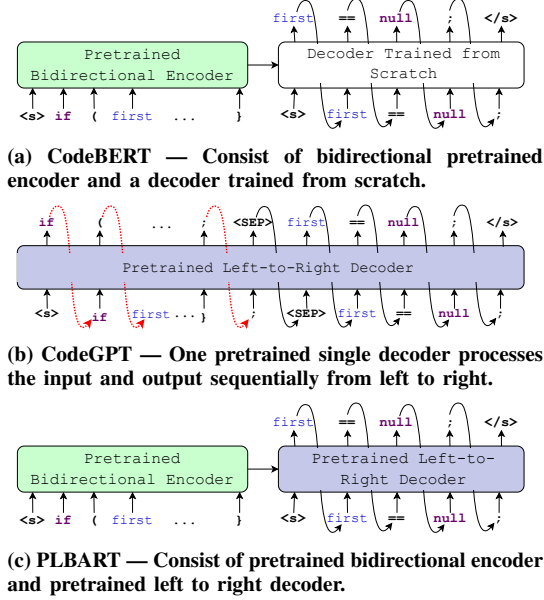 first == null ; </s>
Pretrained
Bidirectional Encoder
Decoder Trained from
Scratch
<s> if ( first ... }
<s> first == null ;
(a) CodeBERT — Consist of bidirectional pretrained
encoder and a decoder trained from scratch.
if ( ... ; <SEP> first == null ; </s>
Pretrained Left-to-Right Decoder
<s> if first ... } ; <SEP> first == null ;
(b) CodeGPT — One pretrained single decoder processes
the input and output sequentially from left to right.
first == null ; </s>
Pretrained
Bidirectional Encoder
Pretrained Left-to-
Right Decoder
<s> if ( first ... }
<s> first == null ;
(c) PLBART — Consist of pretrained bidirectional encoder
and pretrained left to right decoder.